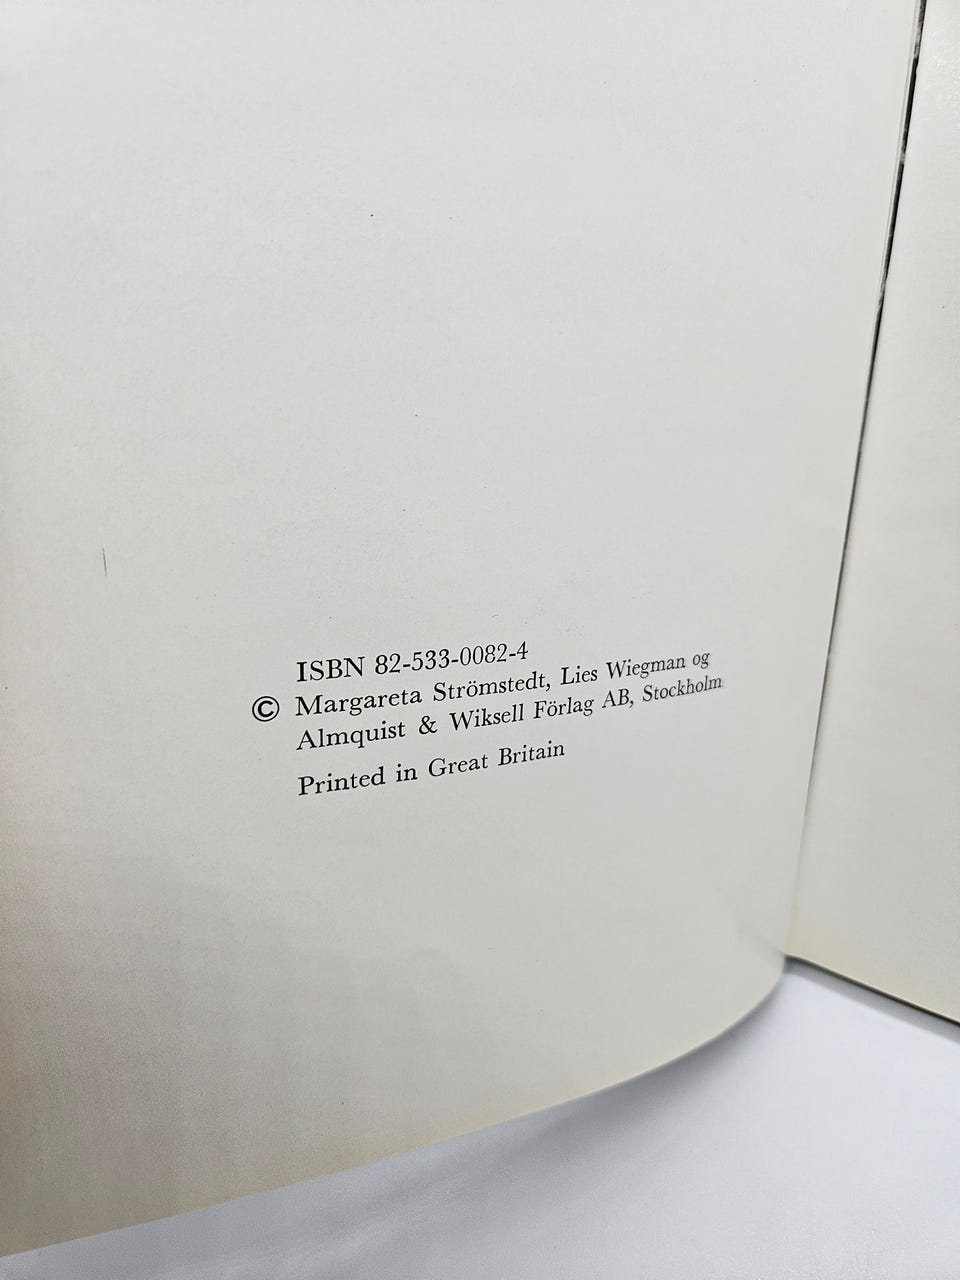 ISBN 82-533-0082-4
© Margareta Strömstedt, Lies Wiegman og
Almquist & Wiksell Förlag AB, Stockholm
Printed in Great Britain